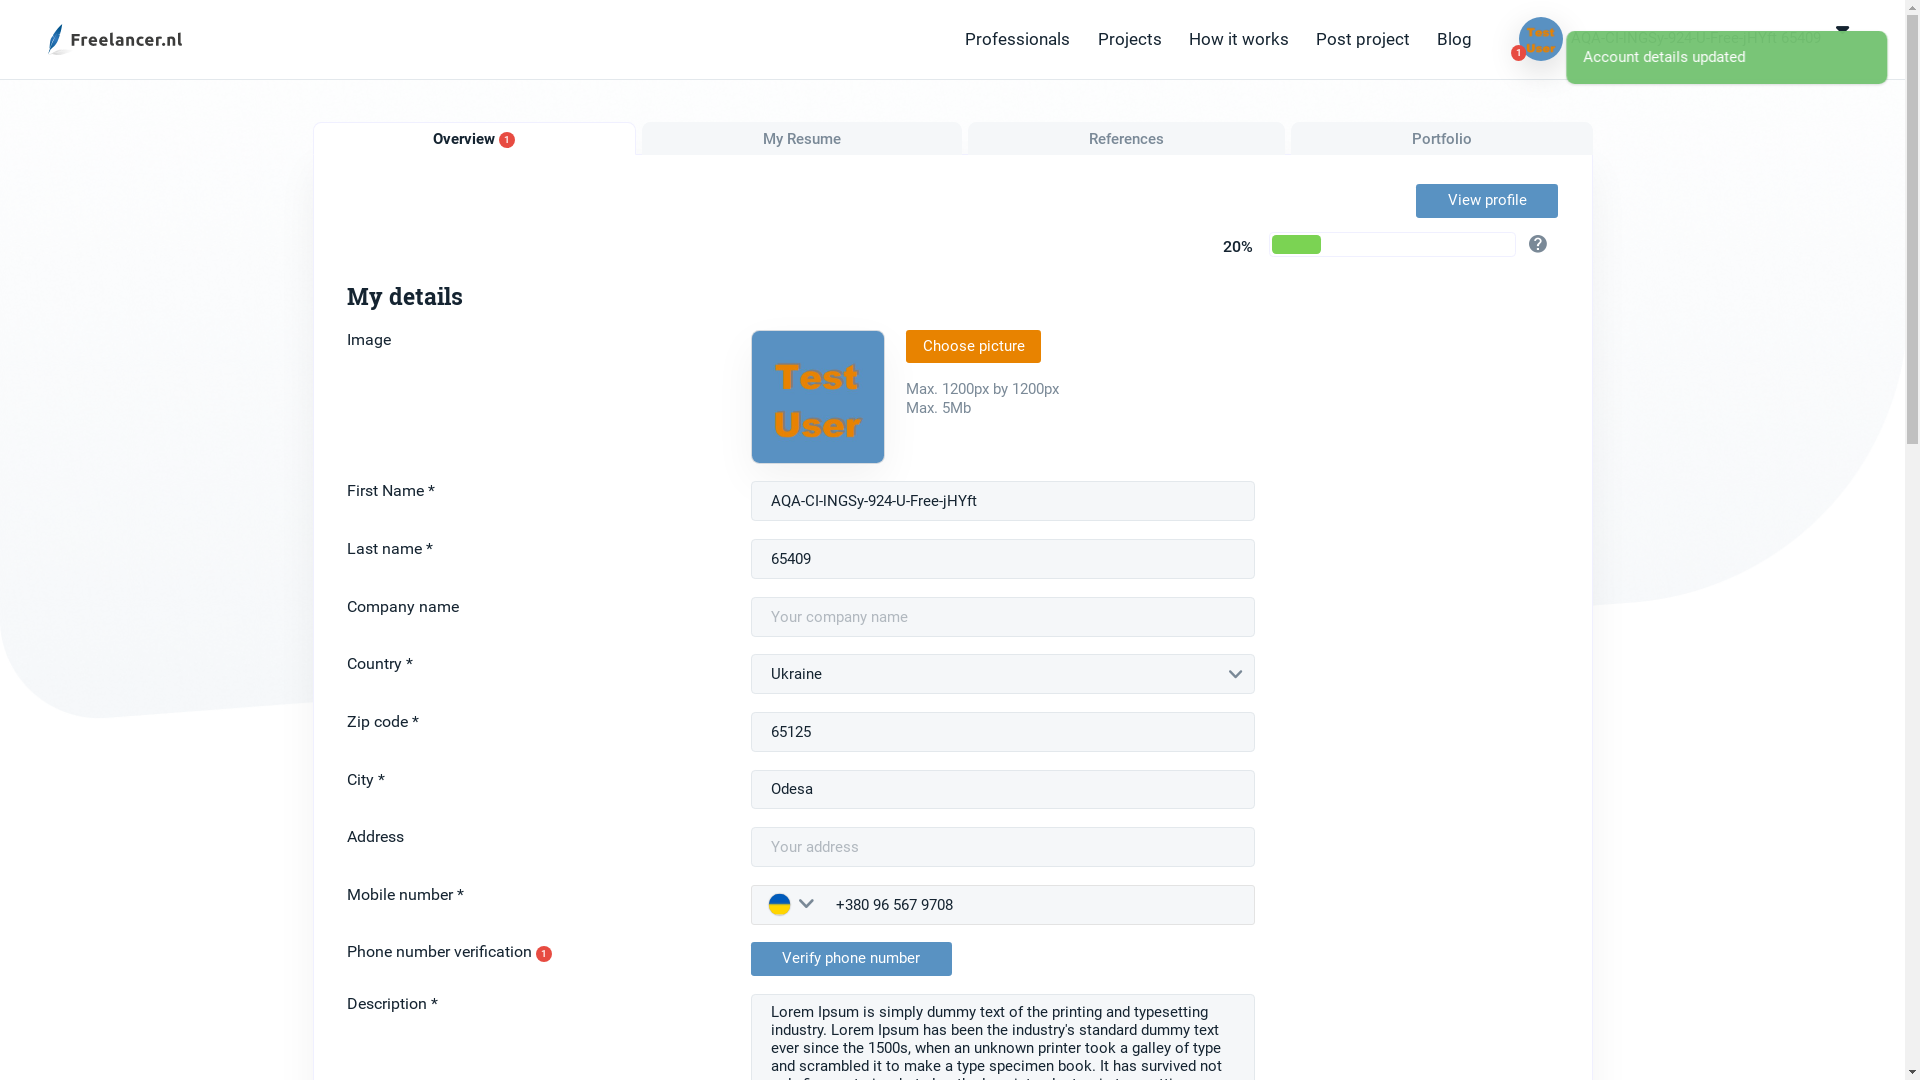 Freelancer.nl
Professionals
Projects
How it works
Post project
Blog
Test
User
1
Account details updated
Overview 1
My Resume
References
Portfolio
View profile
20%
?
My details
Image
Test
User
Choose picture
Max. 1200px by 1200px
Max. 5Mb
First Name *
AQA-CI-lNGSy-924-U-Free-jHYft
Last name *
65409
Company name
Your company name
Country *
Ukraine
Zip code *
65125
City *
Odesa
Address
Your address
Mobile number *
+380 96 567 9708
Phone number verification 1
Verify phone number
Description *
Lorem Ipsum is simply dummy text of the printing and typesetting
industry. Lorem Ipsum has been the industry's standard dummy text
ever since the 1500s, when an unknown printer took a galley of type
and scrambled it to make a type specimen book. It has survived not